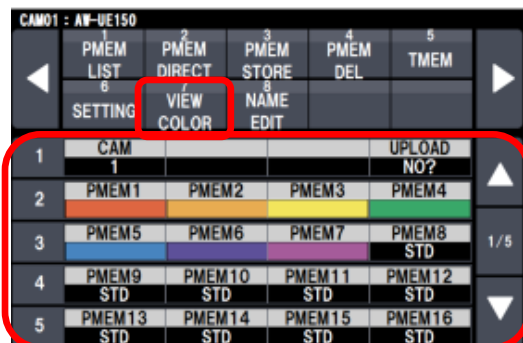 CAM01 : AW-UE150
1 2 3 4 5
PMEM LIST PMEM DIRECT PMEM STORE PMEM DEL TMEM
6 7 8
SETTING VIEW COLOR NAME EDIT
1 CAM UPLOAD
1 NO?
2 PMEM1 PMEM2 PMEM3 PMEM4
3 PMEM5 PMEM6 PMEM7 PMEM8
STD
1/5
4 PMEM9 PMEM10 PMEM11 PMEM12
STD STD STD STD
5 PMEM13 PMEM14 PMEM15 PMEM16
STD STD STD STD